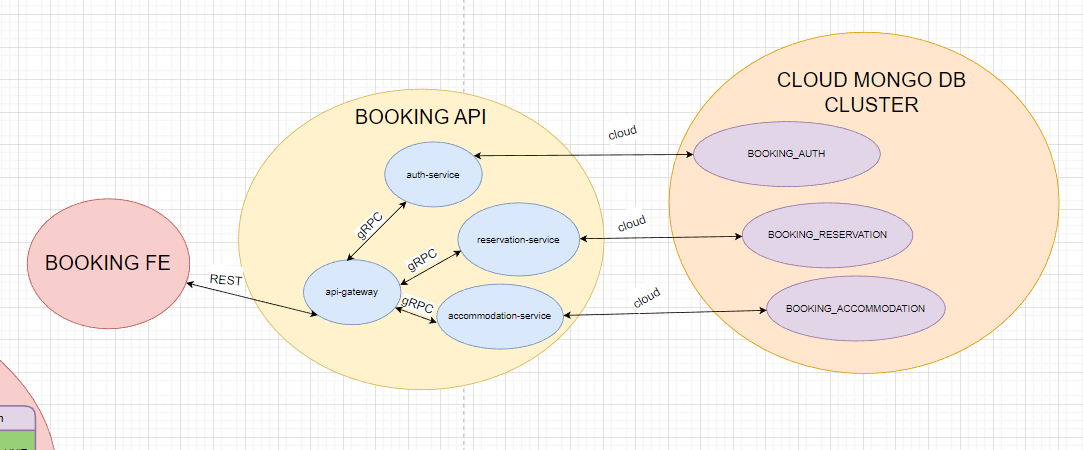 CLOUD MONGO DB
CLUSTER
BOOKING API
cloud
BOOKING_AUTH
auth-service
gRPC
cloud
BOOKING_RESERVATION
reservation-service
BOOKING FE
REST
gRPC
api-gateway
gRPC
cloud
BOOKING_ACCOMMODATION
accommodation-service